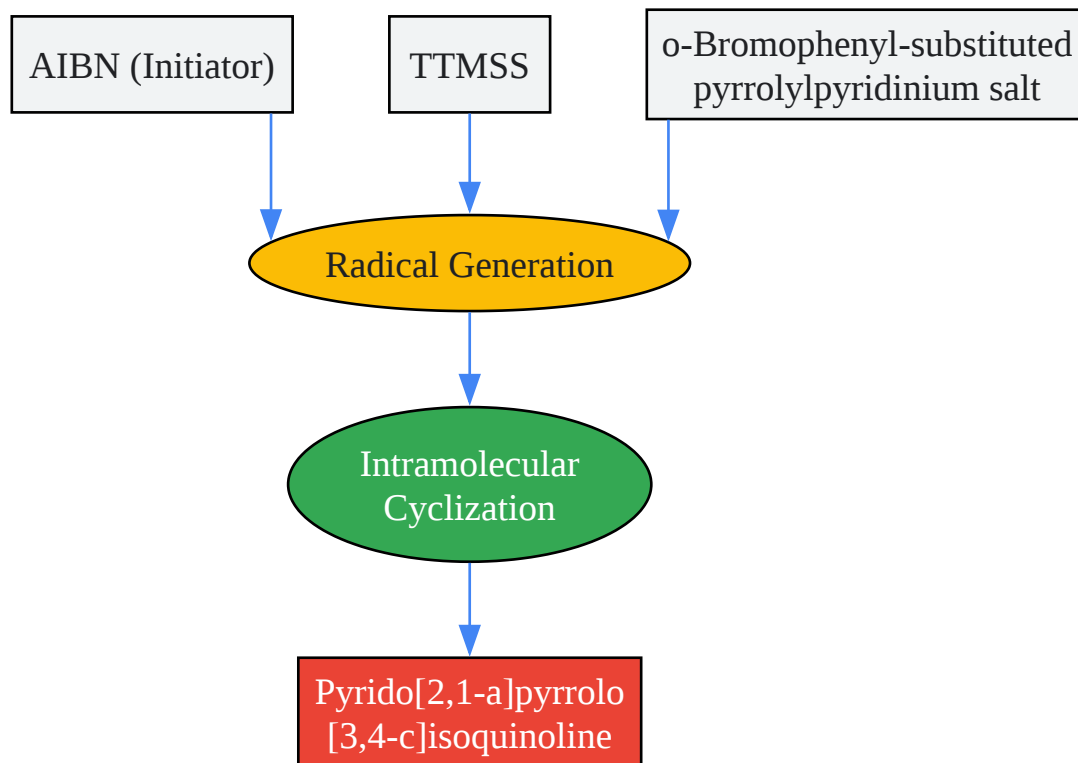 AIBN (Initiator)
TTMSS
o-Bromophenyl-substituted
pyrrolylpyridinium salt
Radical Generation
Intramolecular
Cyclization
Pyrido[2,1-a]pyrrolo
[3,4-c]isoquinoline